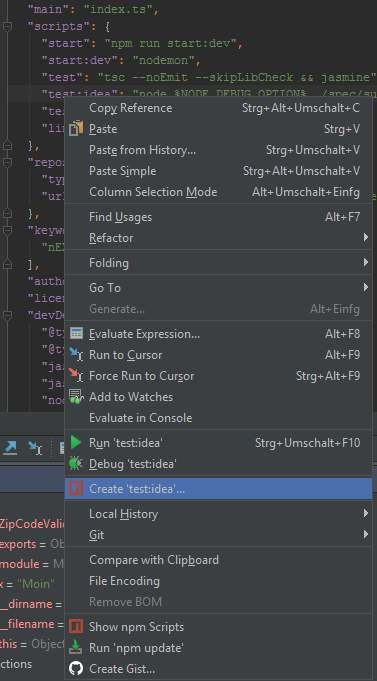 "main": "index.ts",
"scripts": {
"start": "npm run start:dev",
"start:dev": "nodemon",
"test": "tsc --noEmit --skipLibCheck && jasmine"
"test:idea": "node %NODE_DEBUG_OPTION% ./spec/su
Copy Reference Strg+Alt+Umschalt+C
"te
Paste Strg+V
"li
},
Paste from History... Strg+Umschalt+V
"repo
Paste Simple Strg+Alt+Umschalt+V
"typ
Column Selection Mode Alt+Umschalt+Einfg
"url
},
Find Usages Alt+F7
"keyw
Refactor
"nEX
],
Folding
"autho
Go To
"licen
Generate... Alt+Einfg
"devDe
Evaluate Expression... Alt+F8
"@ty
Run to Cursor Alt+F9
"@ty
Force Run to Cursor Strg+Alt+F9
"ja
Add to Watches
"ja
Evaluate in Console
"no
Run 'test:idea' Strg+Umschalt+F10
Debug 'test:idea'
Create 'test:idea'...
Local History
ZipCodeVali
Git
exports = Obj
module = M
Compare with Clipboard
x = "Moin"
File Encoding
__dirname =
Remove BOM
__filename =
Show npm Scripts
this = Object
Run 'npm update'
ctions
Create Gist...